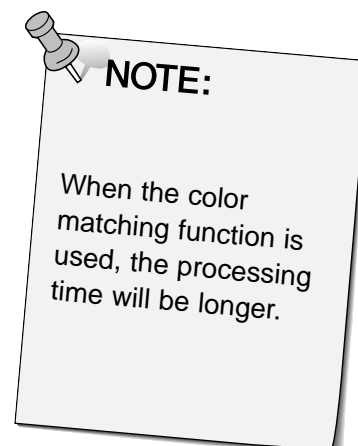 NOTE:
When the color
matching function is
used, the processing
time will be longer.